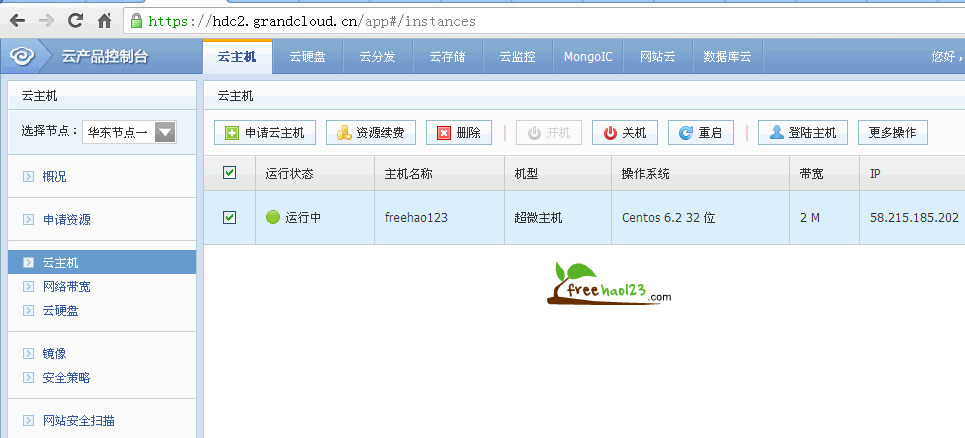 https://hdc2.grandcloud.cn/app#/instances
云产品控制台 云主机 云硬盘 云分发 云存储 云监控 MongoIC 网站云 数据库云 您好，
云主机 云主机
选择节点： 华东节点一 申请云主机 资源续费 删除 开机 关机 重启 登陆主机 更多操作
运行状态 主机名称 机型 操作系统 带宽 IP
概况
运行中 freehao123 超微主机 Centos 6.2 32 位 2 M 58.215.185.202
申请资源
云主机
网络带宽
云硬盘
freehao123.com
镜像
安全策略
网站安全扫描